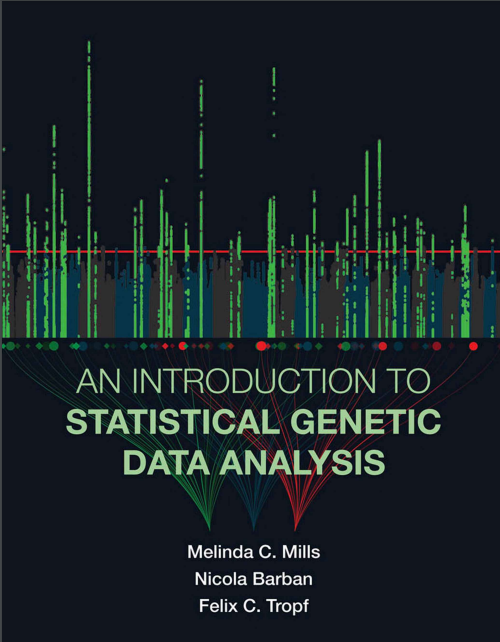 AN INTRODUCTION TO
STATISTICAL GENETIC
DATA ANALYSIS
Melinda C. Mills
Nicola Barban
Felix C. Tropf